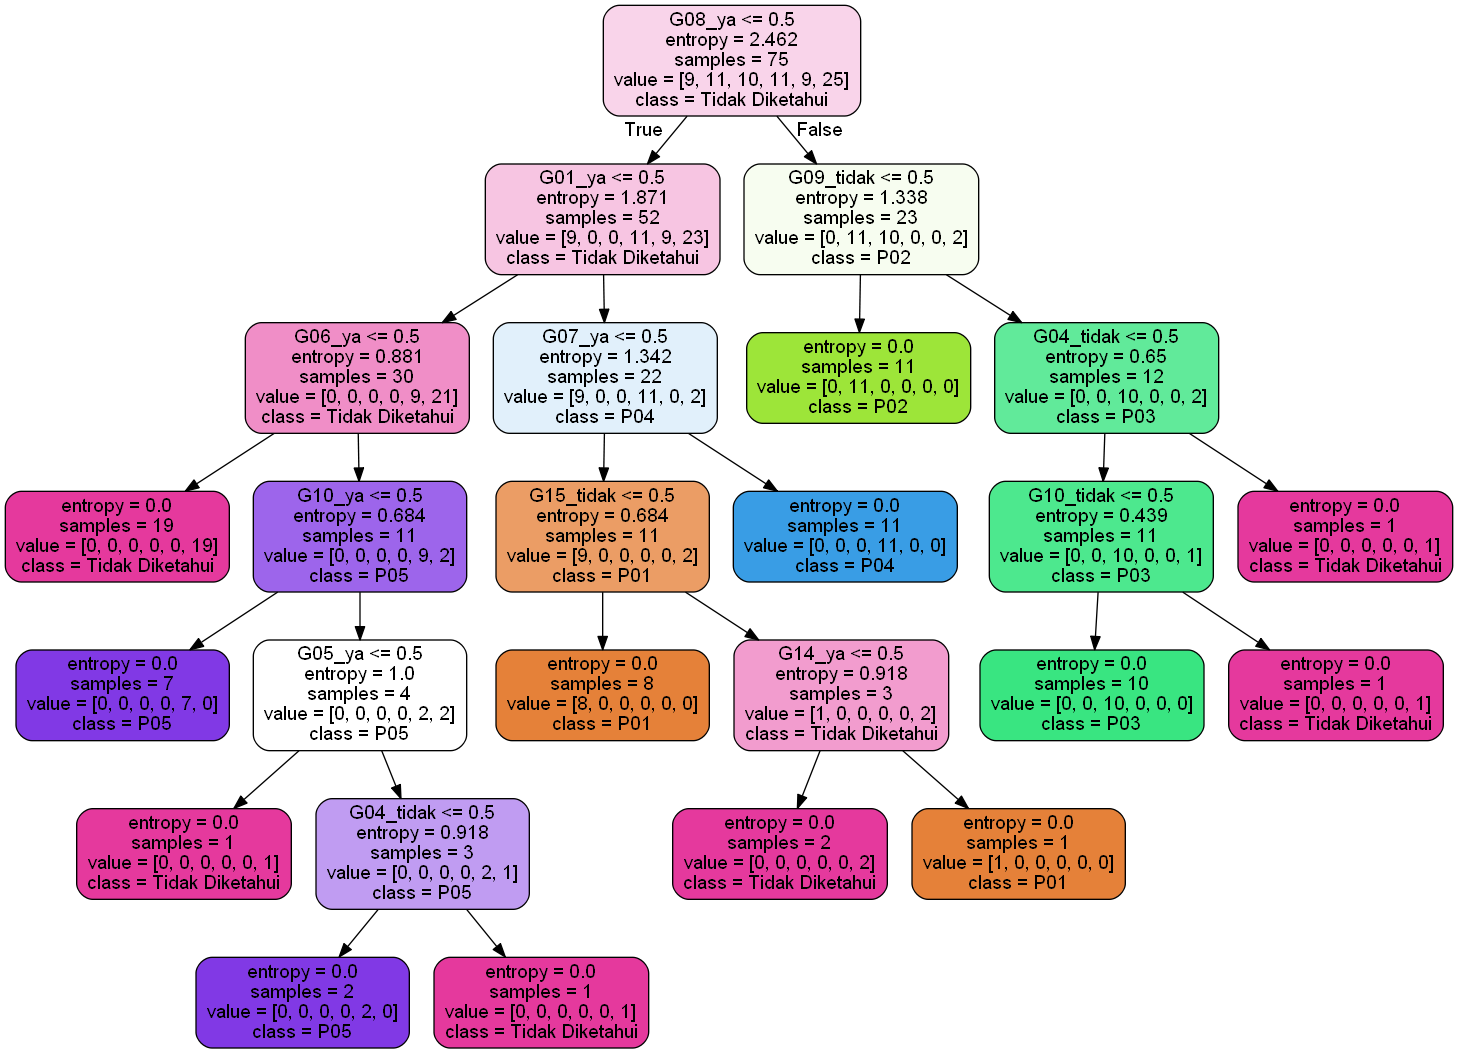 G08_ya <= 0.5
entropy = 2.462
samples = 75
value = [9, 11, 10, 11, 9, 25]
class = Tidak Diketahui
True
False
G01_ya <= 0.5
entropy = 1.871
samples = 52
value = [9, 0, 0, 11, 9, 23]
class = Tidak Diketahui
G09_tidak <= 0.5
entropy = 1.338
samples = 23
value = [0, 11, 10, 0, 0, 2]
class = P02
G06_ya <= 0.5
entropy = 0.881
samples = 30
value = [0, 0, 0, 0, 9, 21]
class = Tidak Diketahui
G07_ya <= 0.5
entropy = 1.342
samples = 22
value = [9, 0, 0, 11, 0, 2]
class = P04
entropy = 0.0
samples = 11
value = [0, 11, 0, 0, 0, 0]
class = P02
G04_tidak <= 0.5
entropy = 0.65
samples = 12
value = [0, 0, 10, 0, 0, 2]
class = P03
entropy = 0.0
samples = 19
value = [0, 0, 0, 0, 0, 19]
class = Tidak Diketahui
G10_ya <= 0.5
entropy = 0.684
samples = 11
value = [0, 0, 0, 0, 9, 2]
class = P05
G15_tidak <= 0.5
entropy = 0.684
samples = 11
value = [9, 0, 0, 0, 0, 2]
class = P01
entropy = 0.0
samples = 11
value = [0, 0, 0, 11, 0, 0]
class = P04
G10_tidak <= 0.5
entropy = 0.439
samples = 11
value = [0, 0, 10, 0, 0, 1]
class = P03
entropy = 0.0
samples = 1
value = [0, 0, 0, 0, 0, 1]
class = Tidak Diketahui
entropy = 0.0
samples = 7
value = [0, 0, 0, 0, 7, 0]
class = P05
G05_ya <= 0.5
entropy = 1.0
samples = 4
value = [0, 0, 0, 0, 2, 2]
class = P05
entropy = 0.0
samples = 8
value = [8, 0, 0, 0, 0, 0]
class = P01
G14_ya <= 0.5
entropy = 0.918
samples = 3
value = [1, 0, 0, 0, 0, 2]
class = Tidak Diketahui
entropy = 0.0
samples = 10
value = [0, 0, 10, 0, 0, 0]
class = P03
entropy = 0.0
samples = 1
value = [0, 0, 0, 0, 0, 1]
class = Tidak Diketahui
entropy = 0.0
samples = 1
value = [0, 0, 0, 0, 0, 1]
class = Tidak Diketahui
G04_tidak <= 0.5
entropy = 0.918
samples = 3
value = [0, 0, 0, 0, 2, 1]
class = P05
entropy = 0.0
samples = 2
value = [0, 0, 0, 0, 0, 2]
class = Tidak Diketahui
entropy = 0.0
samples = 1
value = [1, 0, 0, 0, 0, 0]
class = P01
entropy = 0.0
samples = 2
value = [0, 0, 0, 0, 2, 0]
class = P05
entropy = 0.0
samples = 1
value = [0, 0, 0, 0, 0, 1]
class = Tidak Diketahui